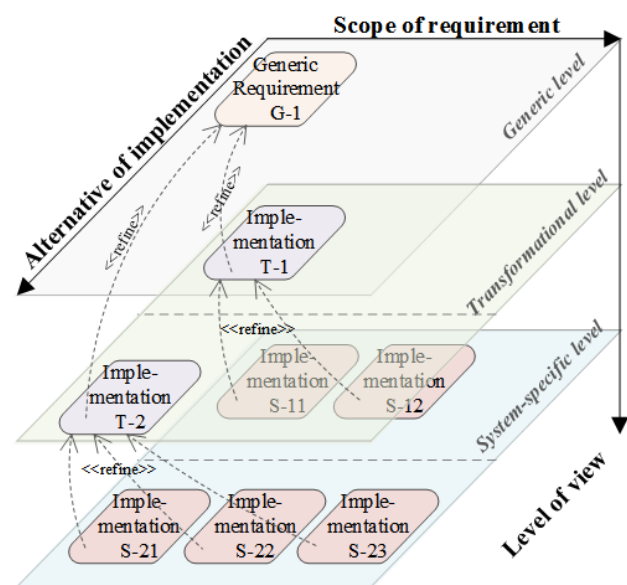 Scope of requirement
Alternative of implementation
Generic
Requirement
G-1
Generic level
<<refine>>
<<refine>>
Imple-
mentation
T-1
Transformational level
<<refine>>
Imple-
mentation
S-11
Imple-
mentation
S-12
System-specific level
Imple-
mentation
T-2
<<refine>>
Imple-
mentation
S-21
Imple-
mentation
S-22
Imple-
mentation
S-23
Level of view